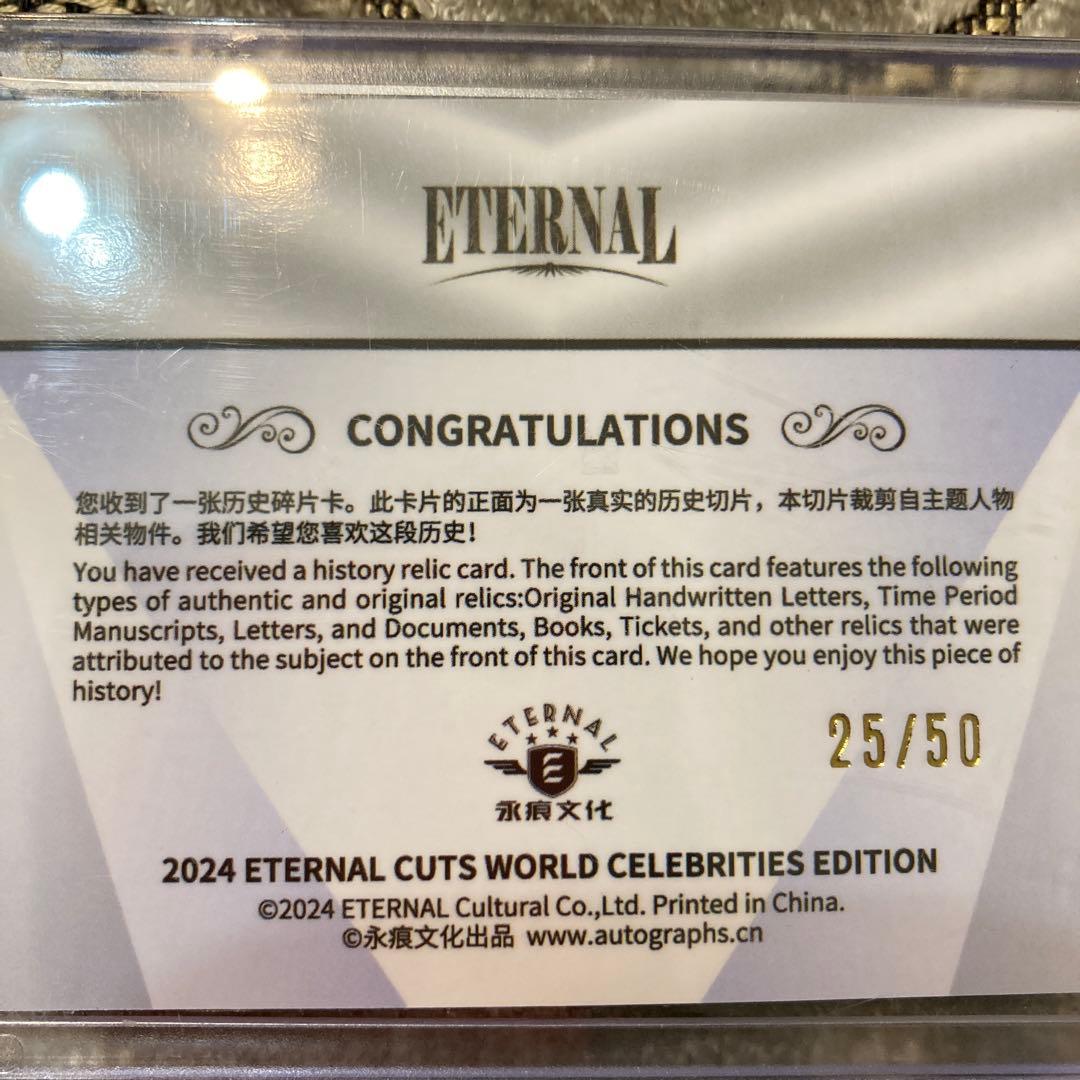 ETERNAL
CONGRATULATIONS
您收到了一张历史碎片卡。此卡片的正面为一张真实的历史切片，本切片裁剪自主题人物
相关物件。我们希望您喜欢这段历史!
You have received a history relic card. The front of this card features the following
types of authentic and original relics:Original Handwritten Letters, Time Period
Manuscripts, Letters, and Documents, Books, Tickets, and other relics that were
attributed to the subject on the front of this card. We hope you enjoy this piece of
history!
ETERNAL
永痕文化
25/50
2024 ETERNAL CUTS WORLD CELEBRITIES EDITION
©2024 ETERNAL Cultural Co.,Ltd. Printed in China.
©永痕文化出品 www.autographs.cn